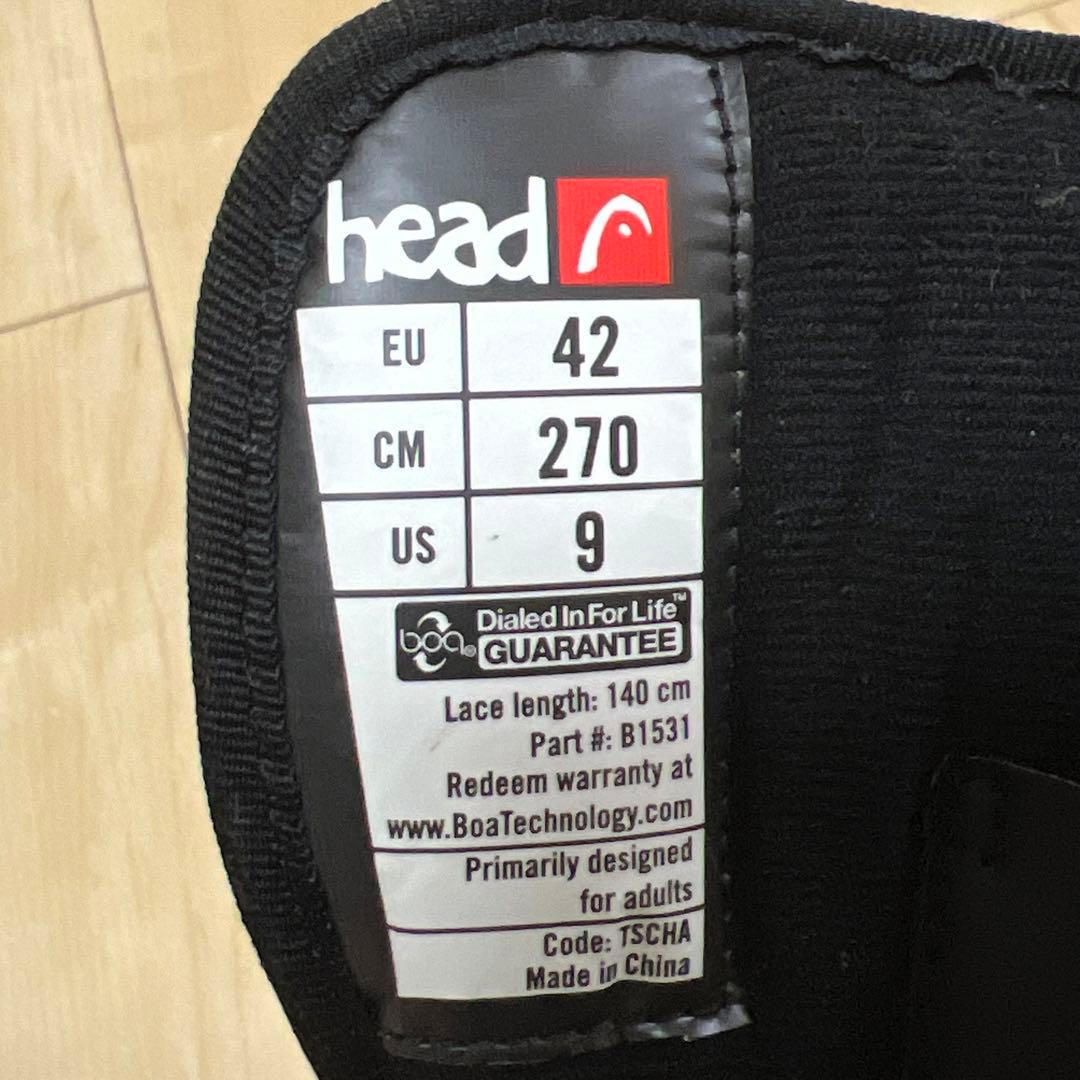 head
EU 42
CM 270
US 9
boa® Dialed In For Life™
GUARANTEE
Lace length: 140 cm
Part #: B1531
Redeem warranty at
www.BoaTechnology.com
Primarily designed
for adults
Code: TSCHA
Made in China